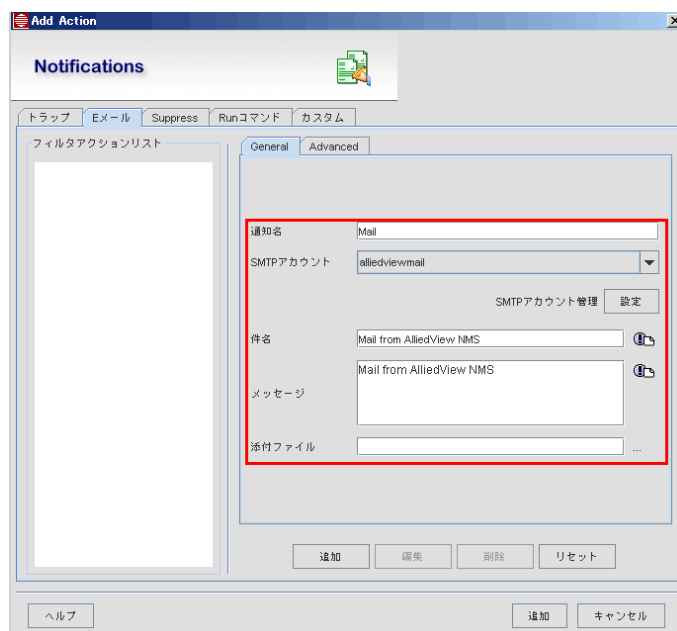 Add Action
Notifications
トラップ Eメール Suppress Runコマンド カスタム
フィルタアクションリスト
General Advanced
通知名 Mail
SMTPアカウント alliedviewmail
SMTPアカウント管理 設定
件名 Mail from AlliedView NMS
メッセージ Mail from AlliedView NMS
添付ファイル ...
追加 編集 削除 リセット
ヘルプ 追加 キャンセル